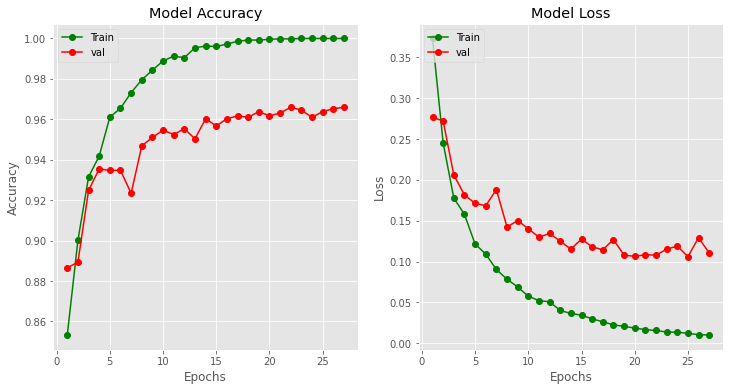 Model Accuracy
Train
val
1.00
0.98
0.96
0.94
0.92
0.90
0.88
0.86
Accuracy
0
5
10
15
20
25
Epochs
Model Loss
Train
val
0.35
0.30
0.25
0.20
0.15
0.10
0.05
0.00
Loss
0
5
10
15
20
25
Epochs